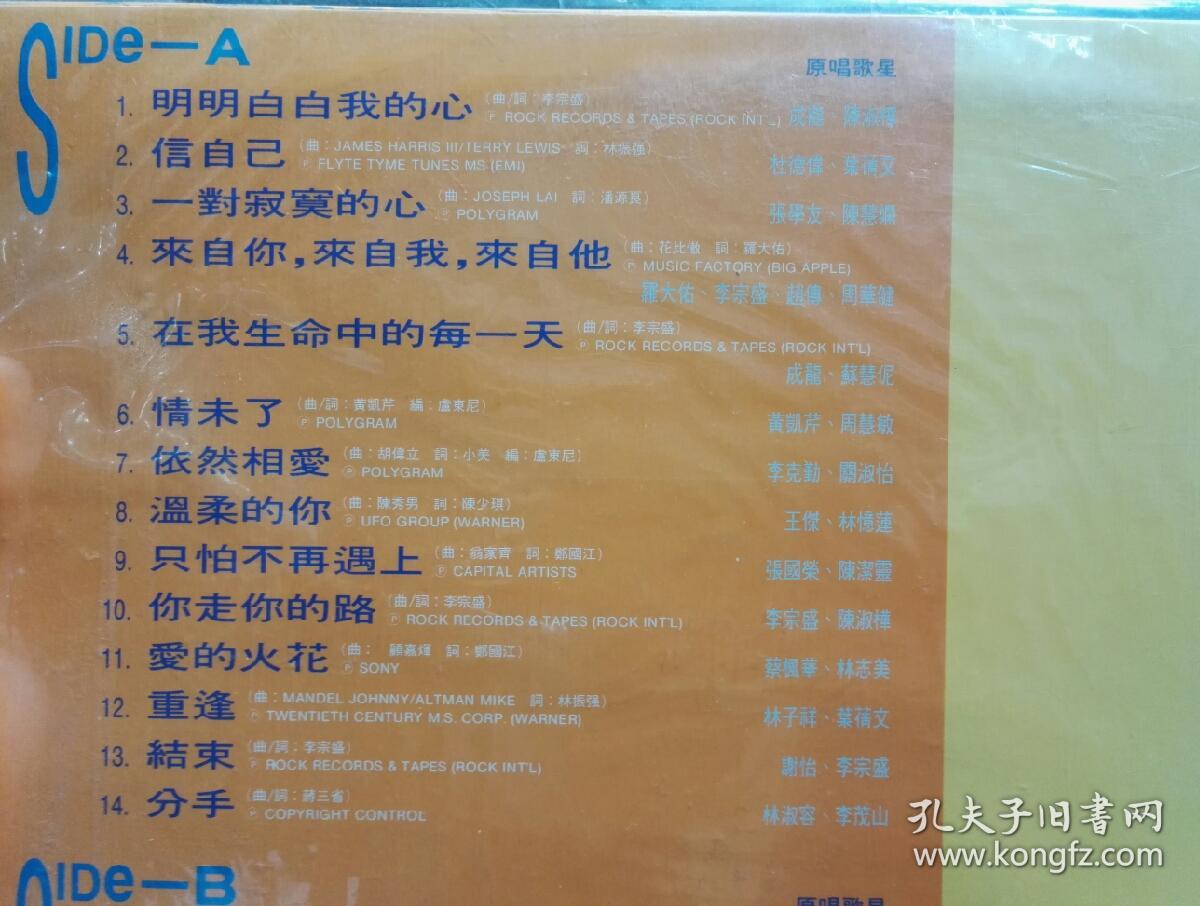 SIDe—A
原唱歌星
1. 明明白白我的心 (曲/詞:李宗盛)
Ⓟ ROCK RECORDS & TAPES (ROCK INT'L) 成龍、陳淑樺
2. 信自己 (曲:JAMES HARRIS III/TERRY LEWIS 詞:林振强)
Ⓟ FLYTE TYME TUNES MS (EMI) 杜德偉、葉蒨文
3. 一對寂寞的心 (曲:JOSEPH LAI 詞:潘源良)
Ⓟ POLYGRAM 張學友、陳慧嫻
4. 來自你,來自我,來自他 (曲:花比傲 詞:羅大佑)
Ⓟ MUSIC FACTORY (BIG APPLE)
羅大佑、李宗盛、趙傳、周華健
5. 在我生命中的每一天 (曲/詞:李宗盛)
Ⓟ ROCK RECORDS & TAPES (ROCK INT'L)
成龍、蘇慧伲
6. 情未了 (曲/詞:黃凱芹 編:盧東尼)
Ⓟ POLYGRAM 黃凱芹、周慧敏
7. 依然相愛 (曲:胡偉立 詞:小美 編:盧東尼)
Ⓟ POLYGRAM 李克勤、關淑怡
8. 溫柔的你 (曲:陳秀男 詞:陳少琪)
Ⓟ UFO GROUP (WARNER) 王傑、林憶蓮
9. 只怕不再遇上 (曲:翁家齊 詞:鄭國江)
Ⓟ CAPITAL ARTISTS 張國榮、陳潔靈
10. 你走你的路 (曲/詞:李宗盛)
Ⓟ ROCK RECORDS & TAPES (ROCK INT'L) 李宗盛、陳淑樺
11. 愛的火花 (曲: 顧嘉煇 詞:鄭國江)
Ⓟ SONY 蔡楓華、林志美
12. 重逢 (曲:MANDEL JOHNNY/ALTMAN MIKE 詞:林振强)
Ⓟ TWENTIETH CENTURY M.S. CORP. (WARNER) 林子祥、葉蒨文
13. 結束 (曲/詞:李宗盛)
Ⓟ ROCK RECORDS & TAPES (ROCK INT'L) 謝怡、李宗盛
14. 分手 (曲/詞:蔣三省)
Ⓟ COPYRIGHT CONTROL 林淑容、李茂山
SIDe—B
原唱歌星
孔夫子旧书网
www.kongfz.com